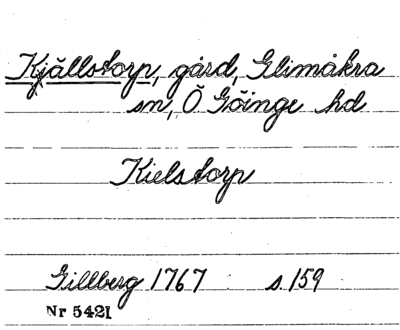 Kjällstorp, gård, Glimåkra
sn, Ö Göinge hd
Kielstorp
Gillberg 1767 s 159
Nr 5421